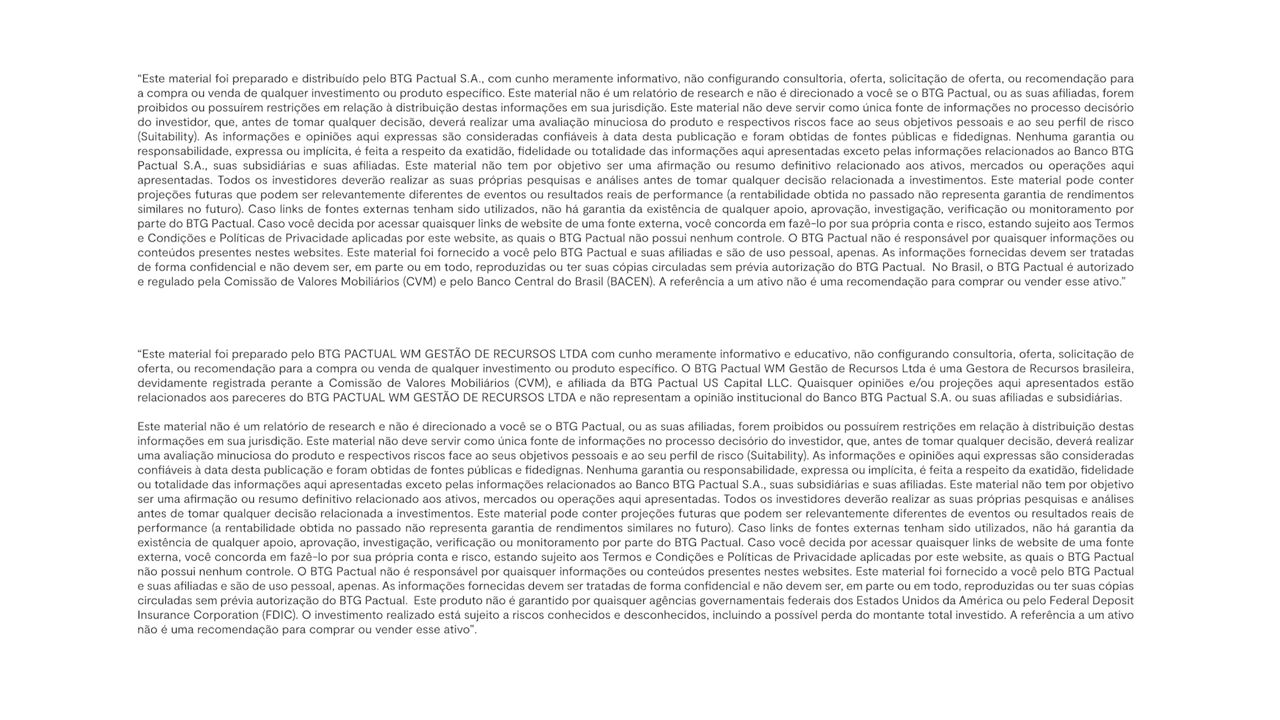 “Este material foi preparado e distribuído pelo BTG Pactual S.A., com cunho meramente informativo, não configurando consultoria, oferta, solicitação de oferta, ou recomendação para
a compra ou venda de qualquer investimento ou produto específico. Este material não é um relatório de research e não é direcionado a você se o BTG Pactual, ou as suas afiliadas, forem
proibidos ou possuírem restrições em relação à distribuição destas informações em sua jurisdição. Este material não deve servir como única fonte de informações no processo decisório
do investidor, que, antes de tomar qualquer decisão, deverá realizar uma avaliação minuciosa do produto e respectivos riscos face ao seus objetivos pessoais e ao seu perfil de risco
(Suitability). As informações e opiniões aqui expressas são consideradas confiáveis à data desta publicação e foram obtidas de fontes públicas e fidedignas. Nenhuma garantia ou
responsabilidade, expressa ou implícita, é feita a respeito da exatidão, fidelidade ou totalidade das informações aqui apresentadas exceto pelas informações relacionados ao Banco BTG
Pactual S.A., suas subsidiárias e suas afiliadas. Este material não tem por objetivo ser uma afirmação ou resumo definitivo relacionado aos ativos, mercados ou operações aqui
apresentadas. Todos os investidores deverão realizar as suas próprias pesquisas e análises antes de tomar qualquer decisão relacionada a investimentos. Este material pode conter
projeções futuras que podem ser relevantemente diferentes de eventos ou resultados reais de performance (a rentabilidade obtida no passado não representa garantia de rendimentos
similares no futuro). Caso links de fontes externas tenham sido utilizados, não há garantia da existência de qualquer apoio, aprovação, investigação, verificação ou monitoramento por
parte do BTG Pactual. Caso você decida por acessar quaisquer links de website de uma fonte externa, você concorda em fazê-lo por sua própria conta e risco, estando sujeito aos Termos
e Condições e Políticas de Privacidade aplicadas por este website, as quais o BTG Pactual não possui nenhum controle. O BTG Pactual não é responsável por quaisquer informações ou
conteúdos presentes nestes websites. Este material foi fornecido a você pelo BTG Pactual e suas afiliadas e são de uso pessoal, apenas. As informações fornecidas devem ser tratadas
de forma confidencial e não devem ser, em parte ou em todo, reproduzidas ou ter suas cópias circuladas sem prévia autorização do BTG Pactual. No Brasil, o BTG Pactual é autorizado
e regulado pela Comissão de Valores Mobiliários (CVM) e pelo Banco Central do Brasil (BACEN). A referência a um ativo não é uma recomendação para comprar ou vender esse ativo.”
“Este material foi preparado pelo BTG PACTUAL WM GESTÃO DE RECURSOS LTDA com cunho meramente informativo e educativo, não configurando consultoria, oferta, solicitação de
oferta, ou recomendação para a compra ou venda de qualquer investimento ou produto específico. O BTG Pactual WM Gestão de Recursos Ltda é uma Gestora de Recursos brasileira,
devidamente registrada perante a Comissão de Valores Mobiliários (CVM), e afiliada da BTG Pactual US Capital LLC. Quaisquer opiniões e/ou projeções aqui apresentados estão
relacionados aos pareceres do BTG PACTUAL WM GESTÃO DE RECURSOS LTDA e não representam a opinião institucional do Banco BTG Pactual S.A. ou suas afiliadas e subsidiárias.
Este material não é um relatório de research e não é direcionado a você se o BTG Pactual, ou as suas afiliadas, forem proibidos ou possuírem restrições em relação à distribuição destas
informações em sua jurisdição. Este material não deve servir como única fonte de informações no processo decisório do investidor, que, antes de tomar qualquer decisão, deverá realizar
uma avaliação minuciosa do produto e respectivos riscos face ao seus objetivos pessoais e ao seu perfil de risco (Suitability). As informações e opiniões aqui expressas são consideradas
confiáveis à data desta publicação e foram obtidas de fontes públicas e fidedignas. Nenhuma garantia ou responsabilidade, expressa ou implícita, é feita a respeito da exatidão, fidelidade
ou totalidade das informações aqui apresentadas exceto pelas informações relacionados ao Banco BTG Pactual S.A., suas subsidiárias e suas afiliadas. Este material não tem por objetivo
ser uma afirmação ou resumo definitivo relacionado aos ativos, mercados ou operações aqui apresentadas. Todos os investidores deverão realizar as suas próprias pesquisas e análises
antes de tomar qualquer decisão relacionada a investimentos. Este material pode conter projeções futuras que podem ser relevantemente diferentes de eventos ou resultados reais de
performance (a rentabilidade obtida no passado não representa garantia de rendimentos similares no futuro). Caso links de fontes externas tenham sido utilizados, não há garantia da
existência de qualquer apoio, aprovação, investigação, verificação ou monitoramento por parte do BTG Pactual. Caso você decida por acessar quaisquer links de website de uma fonte
externa, você concorda em fazê-lo por sua própria conta e risco, estando sujeito aos Termos e Condições e Políticas de Privacidade aplicadas por este website, as quais o BTG Pactual
não possui nenhum controle. O BTG Pactual não é responsável por quaisquer informações ou conteúdos presentes nestes websites. Este material foi fornecido a você pelo BTG Pactual
e suas afiliadas e são de uso pessoal, apenas. As informações fornecidas devem ser tratadas de forma confidencial e não devem ser, em parte ou em todo, reproduzidas ou ter suas cópias
circuladas sem prévia autorização do BTG Pactual. Este produto não é garantido por quaisquer agências governamentais federais dos Estados Unidos da América ou pelo Federal Deposit
Insurance Corporation (FDIC). O investimento realizado está sujeito a riscos conhecidos e desconhecidos, incluindo a possível perda do montante total investido. A referência a um ativo
não é uma recomendação para comprar ou vender esse ativo”.